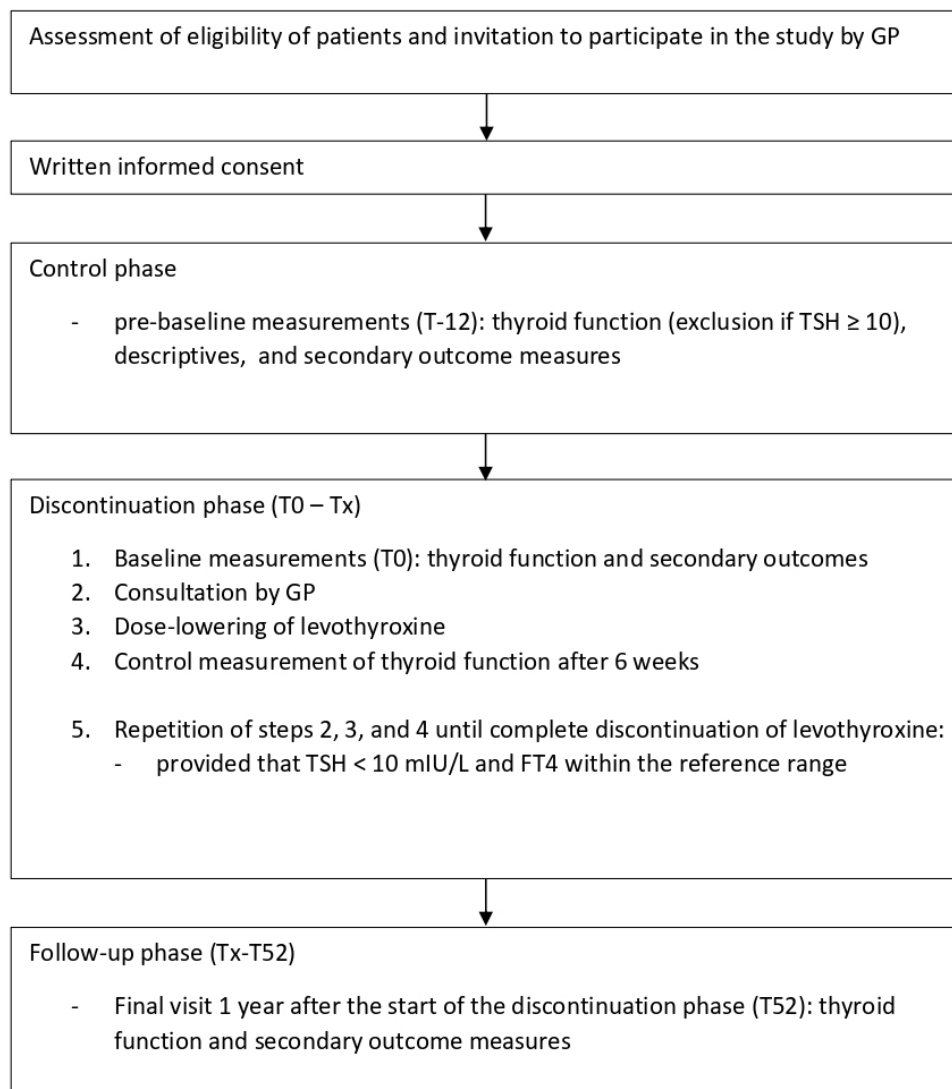 Assessment of eligibility of patients and invitation to participate in the study by GP
Written informed consent
Control phase
- pre-baseline measurements (T-12): thyroid function (exclusion if TSH ≥ 10),
descriptives, and secondary outcome measures
Discontinuation phase (T0 – Tx)
1. Baseline measurements (T0): thyroid function and secondary outcomes
2. Consultation by GP
3. Dose-lowering of levothyroxine
4. Control measurement of thyroid function after 6 weeks
5. Repetition of steps 2, 3, and 4 until complete discontinuation of levothyroxine:
- provided that TSH < 10 mIU/L and FT4 within the reference range
Follow-up phase (Tx-T52)
- Final visit 1 year after the start of the discontinuation phase (T52): thyroid
function and secondary outcome measures